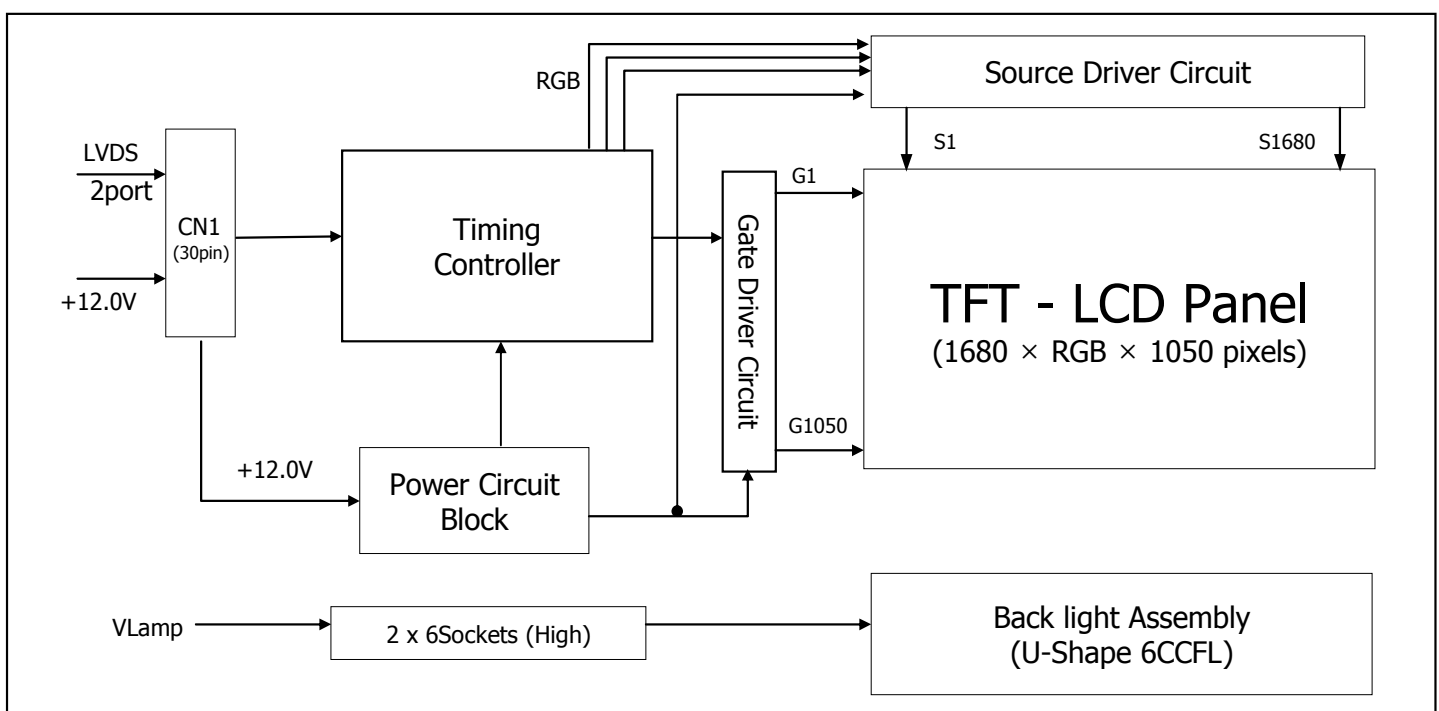 RGB
Source Driver Circuit
S1
S1680
LVDS
2port
CN1
(30pin)
+12.0V
Timing
Controller
Gate Driver Circuit
G1
G1050
TFT - LCD Panel
(1680 × RGB × 1050 pixels)
+12.0V
Power Circuit
Block
VLamp
2 x 6Sockets (High)
Back light Assembly
(U-Shape 6CCFL)